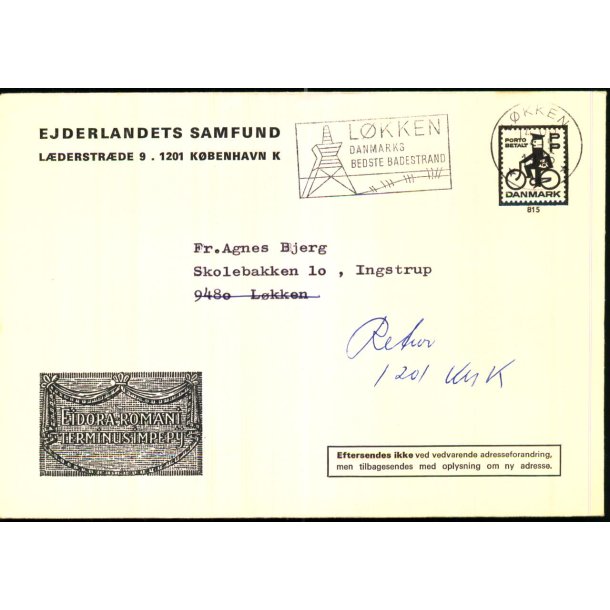 EJDERLANDETS SAMFUND
LÆDERSTRÆDE 9 . 1201 KØBENHAVN K
LØKKEN
DANMARKS
BEDSTE BADESTRAND
LØKKEN
PORTO
BETALT
PP
DANMARK
815
Fr.Agnes Bjerg
Skolebakken lo , Ingstrup
948o Løkken
Retur
1201 Kbh K
EIDORA·ROMANI
TERMINUS·IMPERII
Eftersendes ikke ved vedvarende adresseforandring,
men tilbagesendes med oplysning om ny adresse.